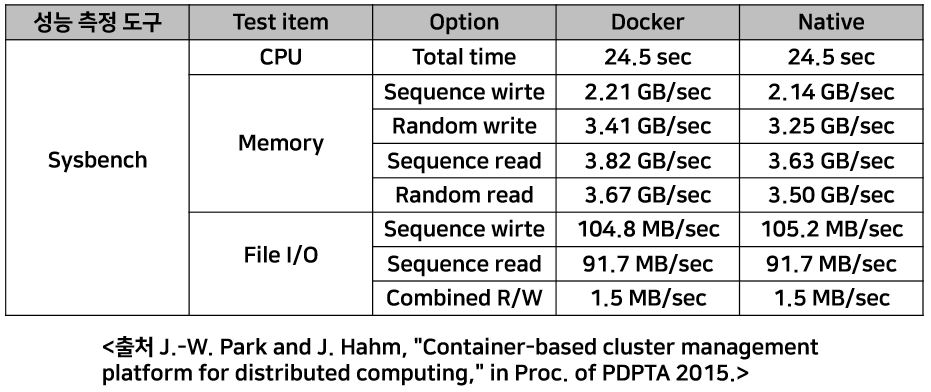 성능 측정 도구 Test item Option Docker Native
CPU Total time 24.5 sec 24.5 sec
Sequence wirte 2.21 GB/sec 2.14 GB/sec
Random write 3.41 GB/sec 3.25 GB/sec
Memory
Sysbench Sequence read 3.82 GB/sec 3.63 GB/sec
Random read 3.67 GB/sec 3.50 GB/sec
Sequence wirte 104.8 MB/sec 105.2 MB/sec
File I/O Sequence read 91.7 MB/sec 91.7 MB/sec
Combined R/W 1.5 MB/sec 1.5 MB/sec
<출처 J.-W. Park and J. Hahm, "Container-based cluster management
platform for distributed computing," in Proc. of PDPTA 2015.>